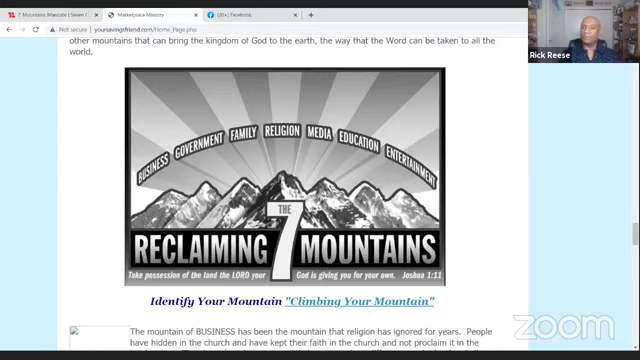 7 Mountains Mandate | Seven (
Marketplace Ministry
(20+) Facebook
Not secure | yoursavingsfriend.com/Home_Page.php
other mountains that can bring the kingdom of God to the earth, the way that the Word can be taken to all the
world.
Rick Reese
BUSINESS GOVERNMENT FAMILY RELIGION MEDIA EDUCATION ENTERTAINMENT
RECLAIMING THE 7 MOUNTAINS
Take possession of the land the LORD your God is giving you for your own. Joshua 1:11
Identify Your Mountain "Climbing Your Mountain"
The mountain of BUSINESS has been the mountain that religion has ignored for years. People
have hidden in the church and have kept their faith in the church and not proclaim it in the
zoom